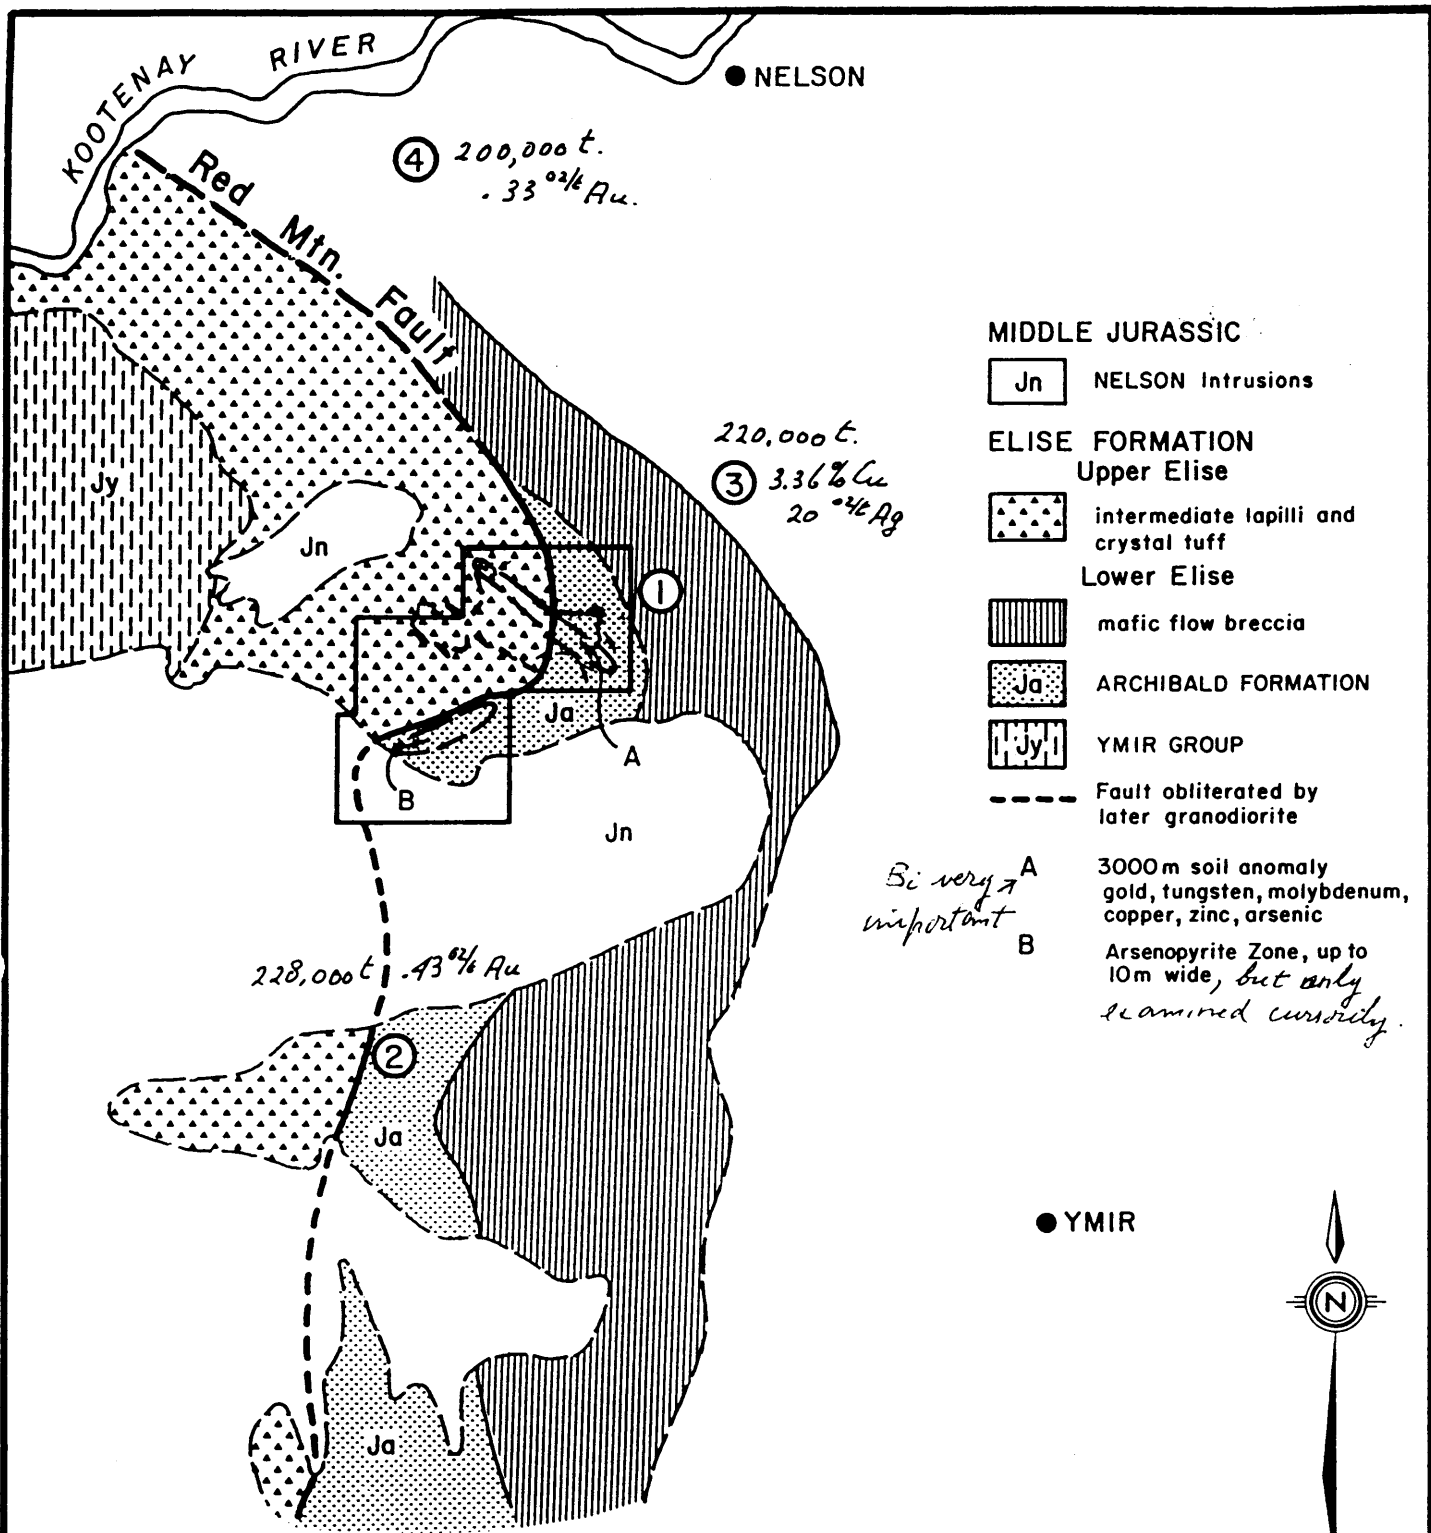 KOOTENAY RIVER
NELSON
④ 200,000 t.
.33 oz/t Au.
Red Mtn. Fault
MIDDLE JURASSIC
Jn NELSON Intrusions
ELISE FORMATION
Upper Elise
intermediate lapilli and
crystal tuff
Lower Elise
mafic flow breccia
Ja ARCHIBALD FORMATION
Jy YMIR GROUP
Fault obliterated by
later granodiorite
A 3000 m soil anomaly
gold, tungsten, molybdenum,
copper, zinc, arsenic
Bi very
important
B Arsenopyrite Zone, up to
10m wide, but only
examined cursorily.
220,000 t.
③ 3.36% Cu
20 oz/t Ag
Jy
Jn
①
Ja
A
B
Jn
228,000 t .43 oz/t Au
②
Ja
YMIR
N
Ja